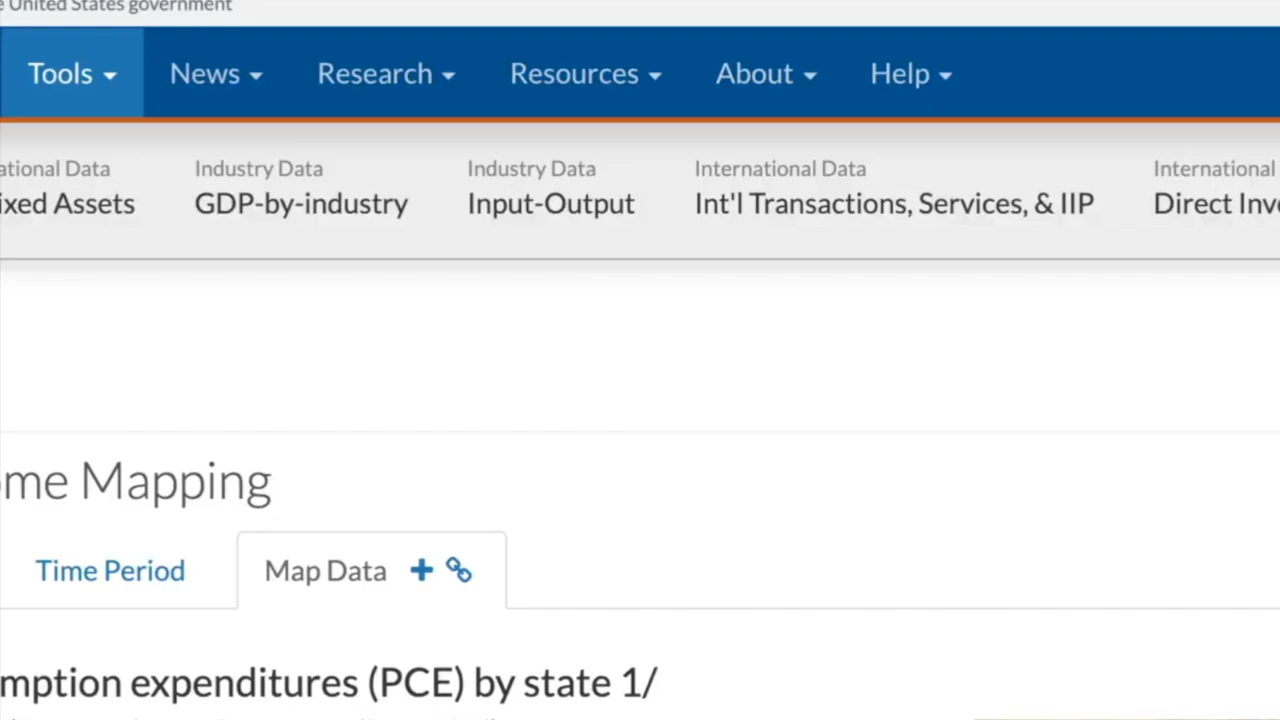 United States government
Tools News Research Resources About Help
ational Data Industry Data Industry Data International Data International
ixed Assets GDP-by-industry Input-Output Int'l Transactions, Services, & IIP Direct Inv
ome Mapping
Time Period Map Data
mption expenditures (PCE) by state 1/